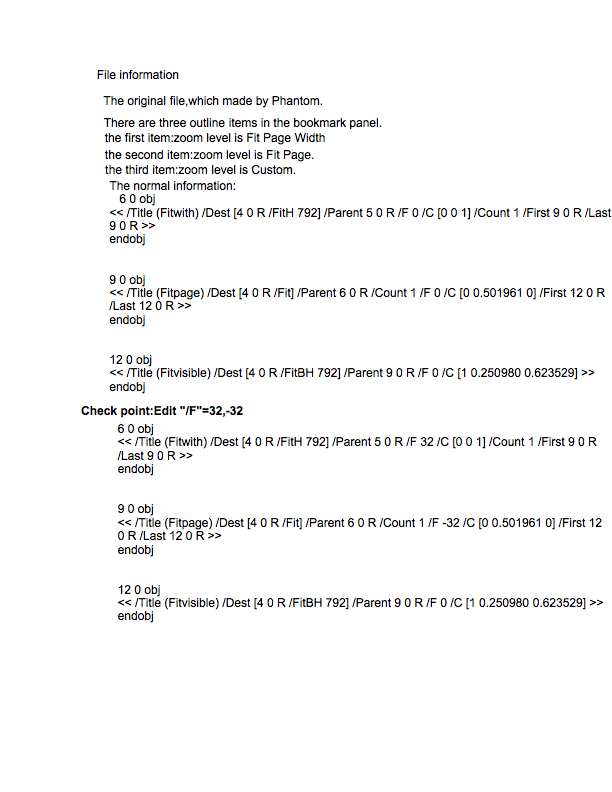 File information
The original file,which made by Phantom.
There are three outline items in the bookmark panel.
the first item:zoom level is Fit Page Width
the second item:zoom level is Fit Page.
the third item:zoom level is Custom.
The normal information:
6 0 obj
<< /Title (Fitwith) /Dest [4 0 R /FitH 792] /Parent 5 0 R /F 0 /C [0 0 1] /Count 1 /First 9 0 R /Last
9 0 R >>
endobj
9 0 obj
<< /Title (Fitpage) /Dest [4 0 R /Fit] /Parent 6 0 R /Count 1 /F 0 /C [0 0.501961 0] /First 12 0 R
/Last 12 0 R >>
endobj
12 0 obj
<< /Title (Fitvisible) /Dest [4 0 R /FitBH 792] /Parent 9 0 R /F 0 /C [1 0.250980 0.623529] >>
endobj
Check point:Edit "/F"=32,-32
6 0 obj
<< /Title (Fitwith) /Dest [4 0 R /FitH 792] /Parent 5 0 R /F 32 /C [0 0 1] /Count 1 /First 9 0 R
/Last 9 0 R >>
endobj
9 0 obj
<< /Title (Fitpage) /Dest [4 0 R /Fit] /Parent 6 0 R /Count 1 /F -32 /C [0 0.501961 0] /First 12
0 R /Last 12 0 R >>
endobj
12 0 obj
<< /Title (Fitvisible) /Dest [4 0 R /FitBH 792] /Parent 9 0 R /F 0 /C [1 0.250980 0.623529] >>
endobj